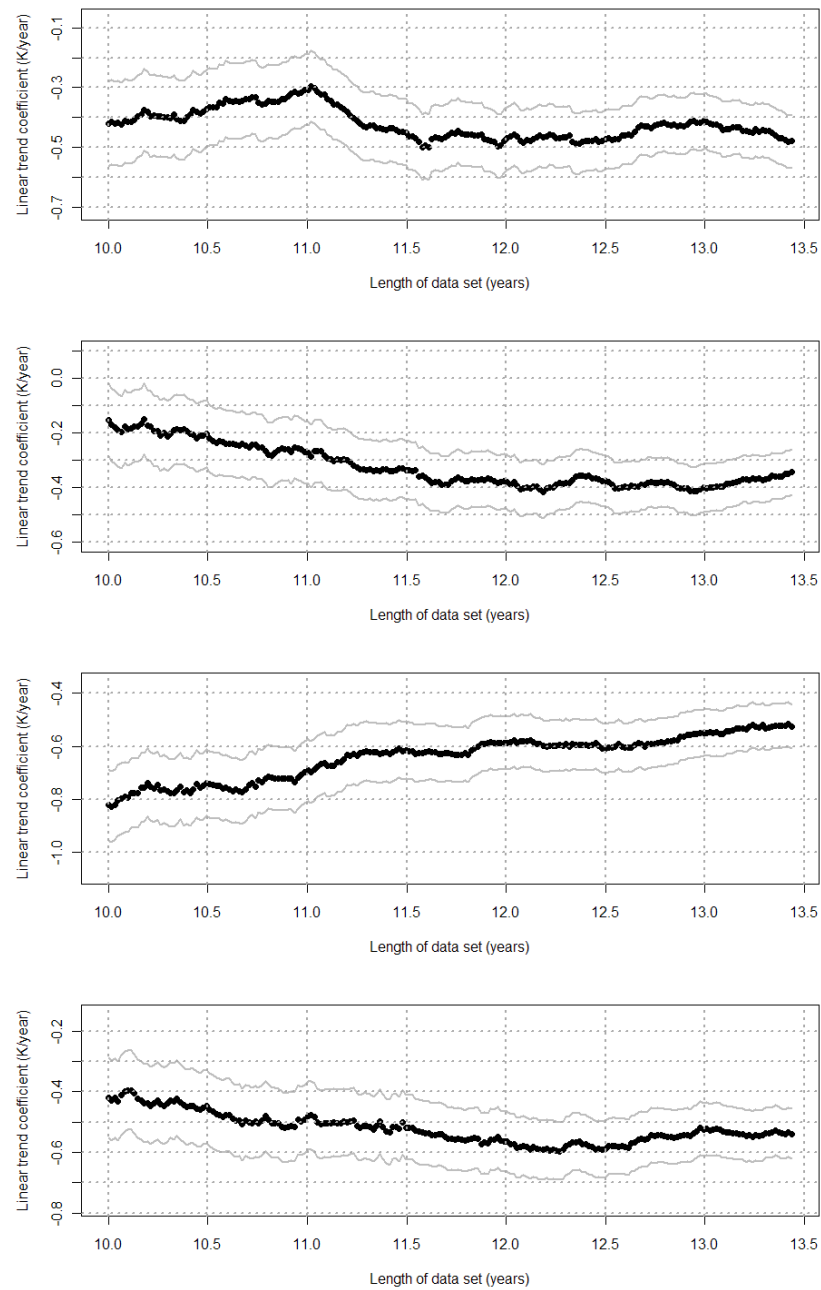 Linear trend coefficient (K/year)
-0.1
-0.3
-0.5
-0.7
10.0 10.5 11.0 11.5 12.0 12.5 13.0 13.5
Length of data set (years)
Linear trend coefficient (K/year)
0.0
-0.2
-0.4
-0.6
10.0 10.5 11.0 11.5 12.0 12.5 13.0 13.5
Length of data set (years)
Linear trend coefficient (K/year)
-0.4
-0.6
-0.8
-1.0
10.0 10.5 11.0 11.5 12.0 12.5 13.0 13.5
Length of data set (years)
Linear trend coefficient (K/year)
-0.2
-0.4
-0.6
-0.8
10.0 10.5 11.0 11.5 12.0 12.5 13.0 13.5
Length of data set (years)